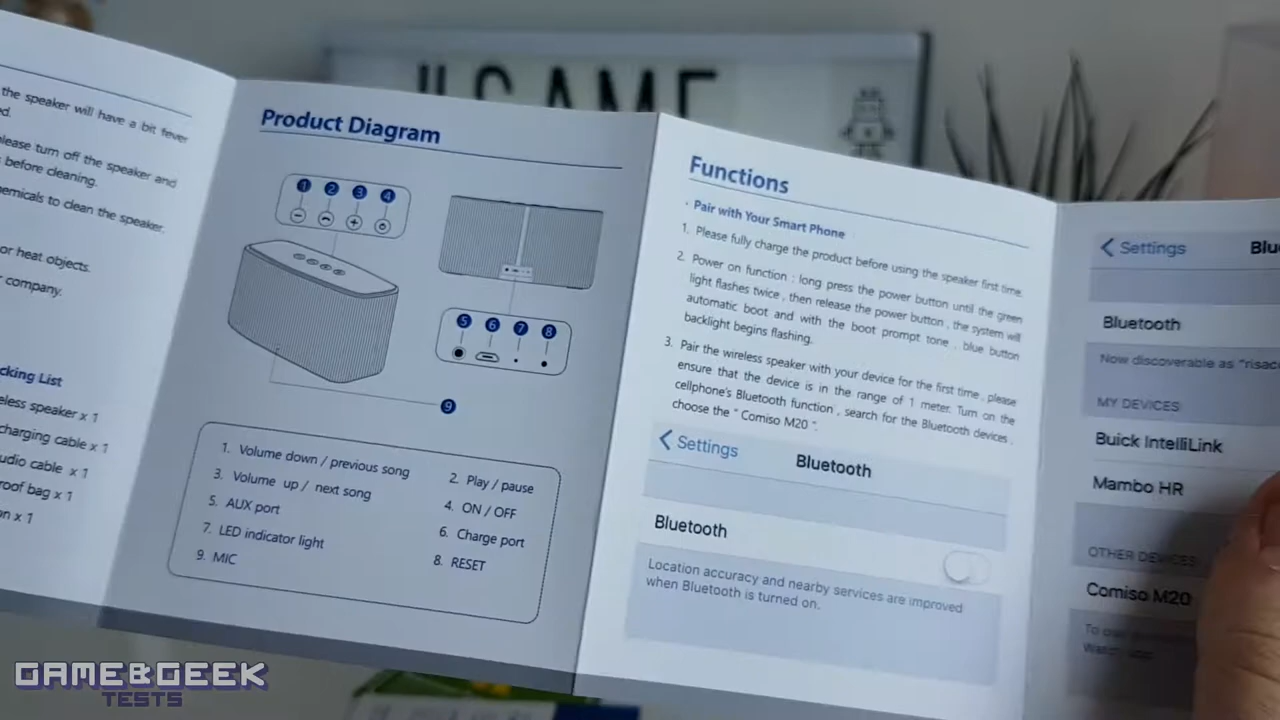 #GAME
the speaker will have a bit fever
ed.
please turn off the speaker and
before cleaning.
emicals to clean the speaker.
or heat objects.
r company.
cking List
eless speaker x 1
charging cable x 1
udio cable x 1
roof bag x 1
on x 1
Product Diagram
1 2 3 4
5 6 7 8
9
1. Volume down / previous song
2. Play / pause
3. Volume up / next song
4. ON / OFF
5. AUX port
6. Charge port
7. LED indicator light
8. RESET
9. MIC
Functions
· Pair with Your Smart Phone
1. Please fully charge the product before using the speaker first time.
2. Power on function : long press the power button until the green
light flashes twice , then release the power button , the system will
automatic boot and with the boot prompt tone , blue button
backlight begins flashing.
3. Pair the wireless speaker with your device for the first time , please
ensure that the device is in the range of 1 meter. Turn on the
cellphone's Bluetooth function , search for the Bluetooth devices ,
choose the " Comiso M20 ".
Settings
Bluetooth
Bluetooth
Location accuracy and nearby services are improved
when Bluetooth is turned on.
Settings
Blu
Bluetooth
Now discoverable as "risac
MY DEVICES
Buick IntelliLink
Mambo HR
OTHER DEVICES
Comiso M20
GAME&GEEK
TESTS